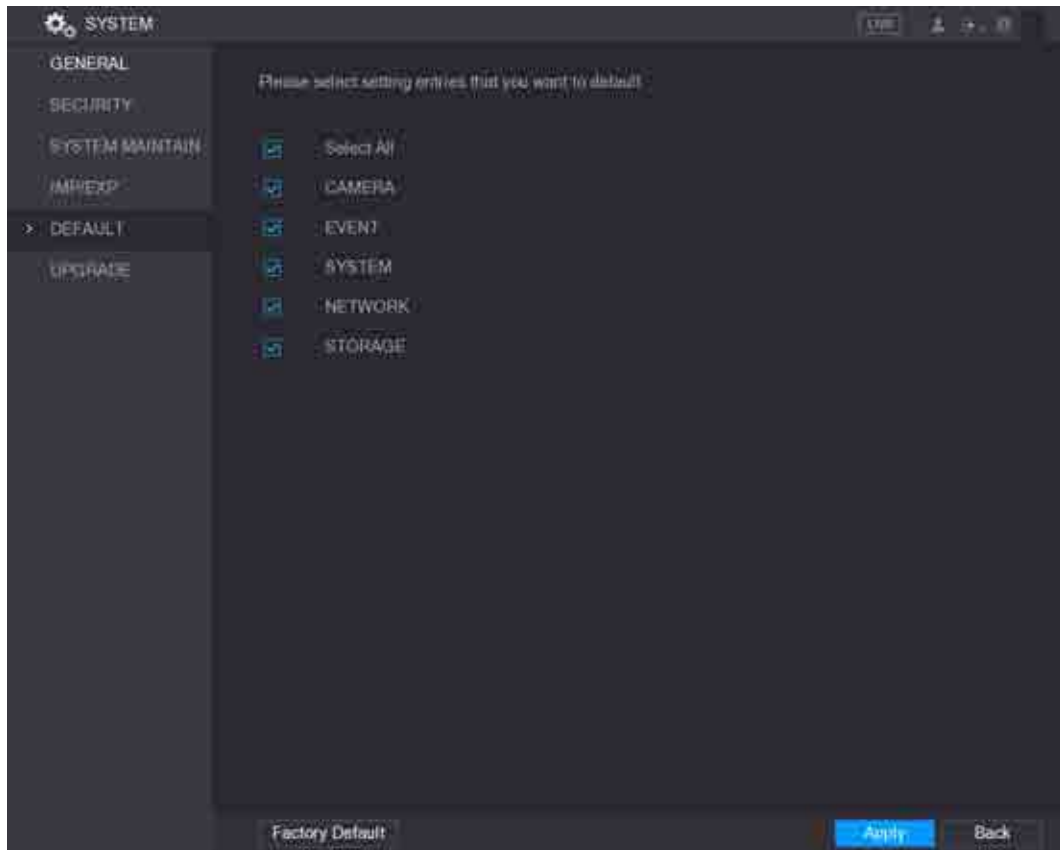 SYSTEM
LIVE
GENERAL
Please select setting entries that you want to default
SECURITY
SYSTEM MAINTAIN
Select All
IMP/EXP
CAMERA
DEFAULT
EVENT
UPGRADE
SYSTEM
NETWORK
STORAGE
Factory Default
Apply
Back